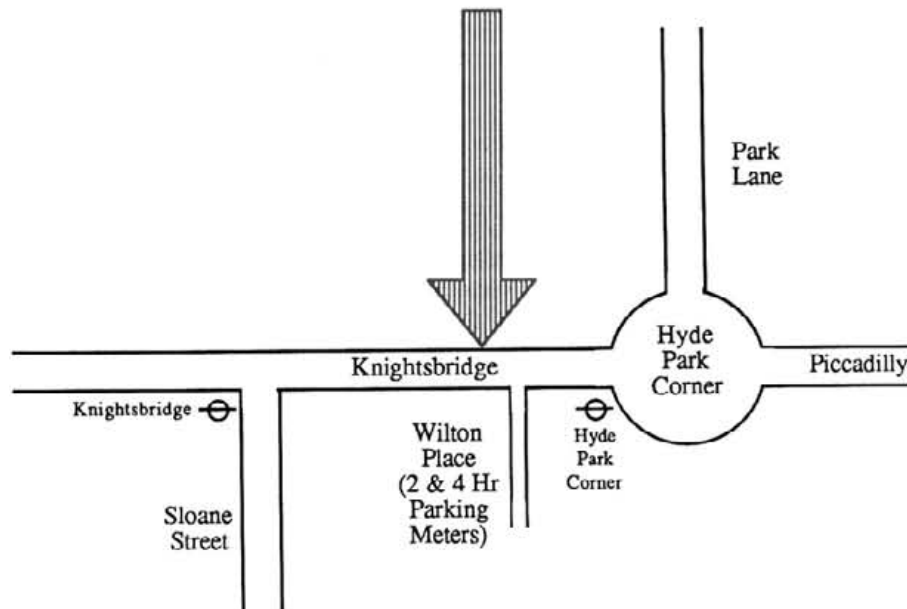 Park
Lane
Hyde
Park
Corner
Knightsbridge
Piccadilly
Knightsbridge
Wilton
Place
(2 & 4 Hr
Parking
Meters)
Hyde
Park
Corner
Sloane
Street